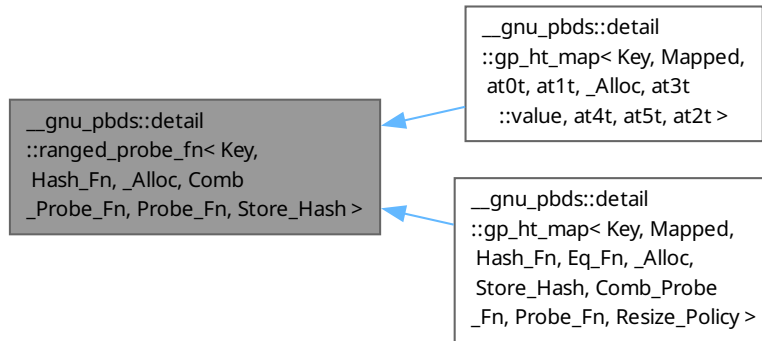 __gnu_pbds::detail
::ranged_probe_fn< Key,
Hash_Fn, _Alloc, Comb
_Probe_Fn, Probe_Fn, Store_Hash >
__gnu_pbds::detail
::gp_ht_map< Key, Mapped,
at0t, at1t, _Alloc, at3t
::value, at4t, at5t, at2t >
__gnu_pbds::detail
::gp_ht_map< Key, Mapped,
Hash_Fn, Eq_Fn, _Alloc,
Store_Hash, Comb_Probe
_Fn, Probe_Fn, Resize_Policy >